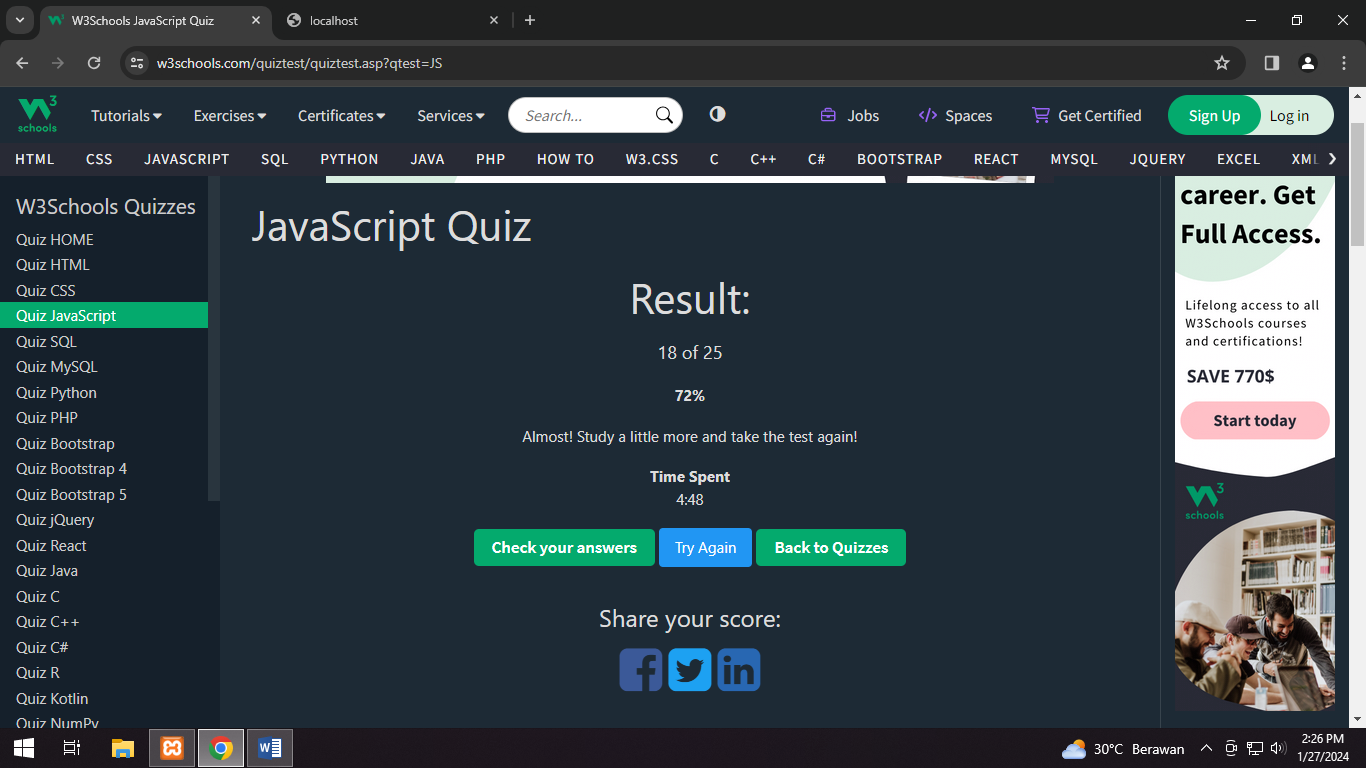 W3Schools JavaScript Quiz
localhost
w3schools.com/quiztest/quiztest.asp?qtest=JS
W3 schools
Tutorials
Exercises
Certificates
Services
Search...
Jobs
Spaces
Get Certified
Sign Up
Log in
HTML CSS JAVASCRIPT SQL PYTHON JAVA PHP HOW TO W3.CSS C C++ C# BOOTSTRAP REACT MYSQL JQUERY EXCEL XML
W3Schools Quizzes
Quiz HOME
Quiz HTML
Quiz CSS
Quiz JavaScript
Quiz SQL
Quiz MySQL
Quiz Python
Quiz PHP
Quiz Bootstrap
Quiz Bootstrap 4
Quiz Bootstrap 5
Quiz jQuery
Quiz React
Quiz Java
Quiz C
Quiz C++
Quiz C#
Quiz R
Quiz Kotlin
Quiz NumPy
JavaScript Quiz
Result:
18 of 25
72%
Almost! Study a little more and take the test again!
Time Spent
4:48
Check your answers
Try Again
Back to Quizzes
Share your score:
career. Get
Full Access.
Lifelong access to all
W3Schools courses
and certifications!
SAVE 770$
Start today
W3 schools
30°C Berawan
2:26 PM
1/27/2024